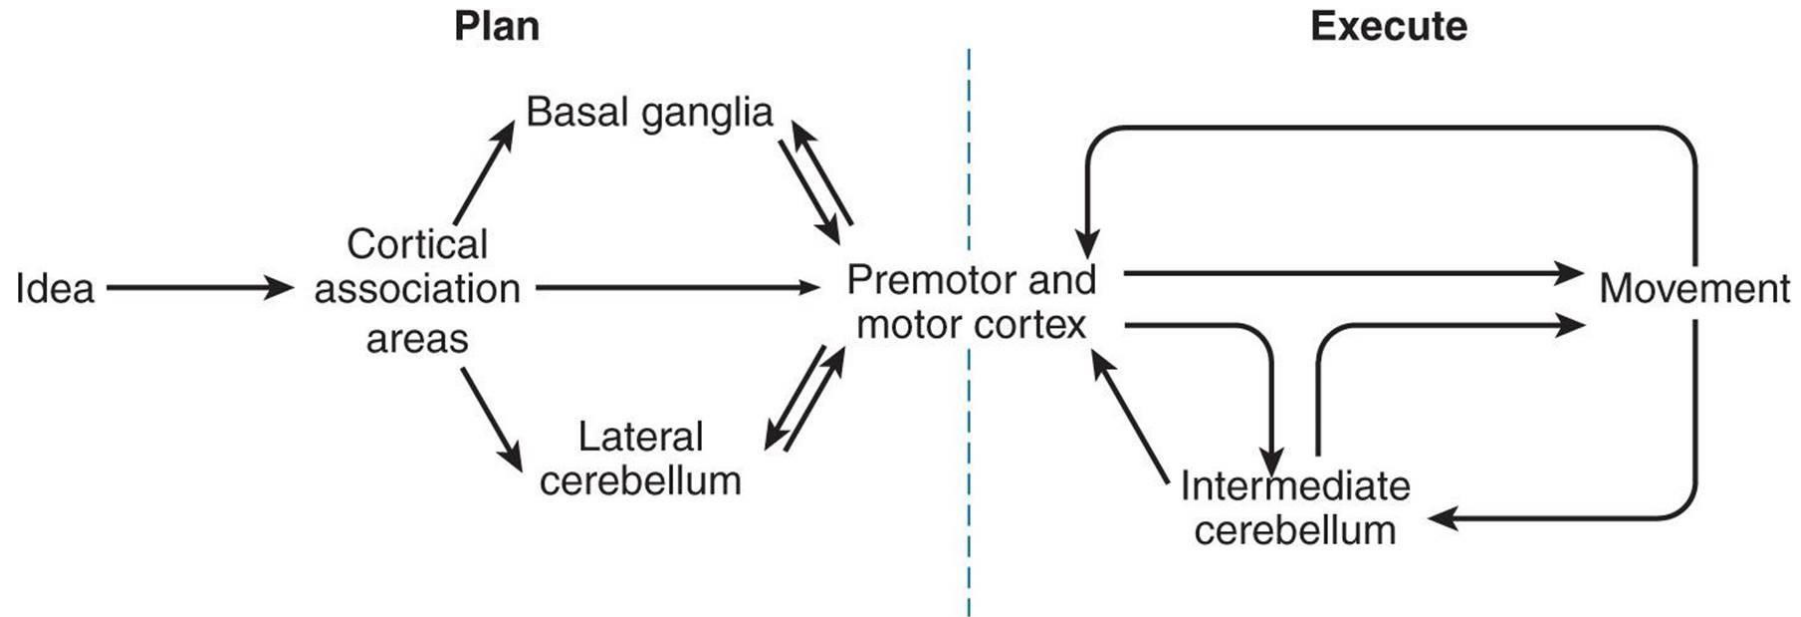 Plan
Execute
Basal ganglia
Idea
Cortical
association
areas
Premotor and
motor cortex
Movement
Lateral
cerebellum
Intermediate
cerebellum